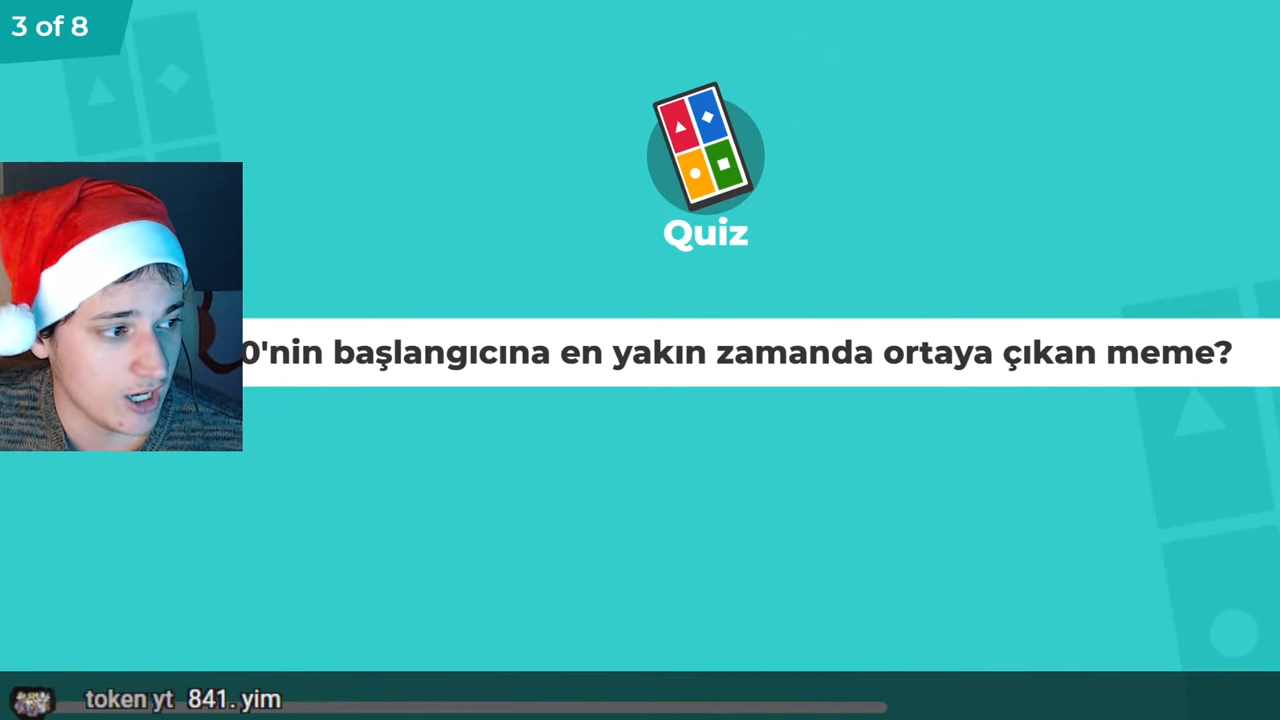 3 of 8
Quiz
0'nin başlangıcına en yakın zamanda ortaya çıkan meme?
token yt 841. yim